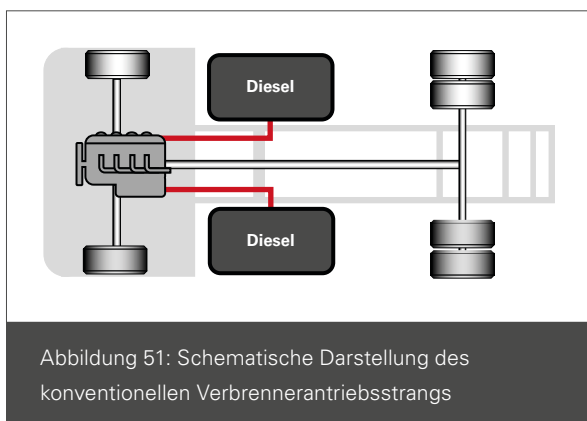 Diesel
Diesel
Abbildung 51: Schematische Darstellung des
konventionellen Verbrennerantriebsstrangs